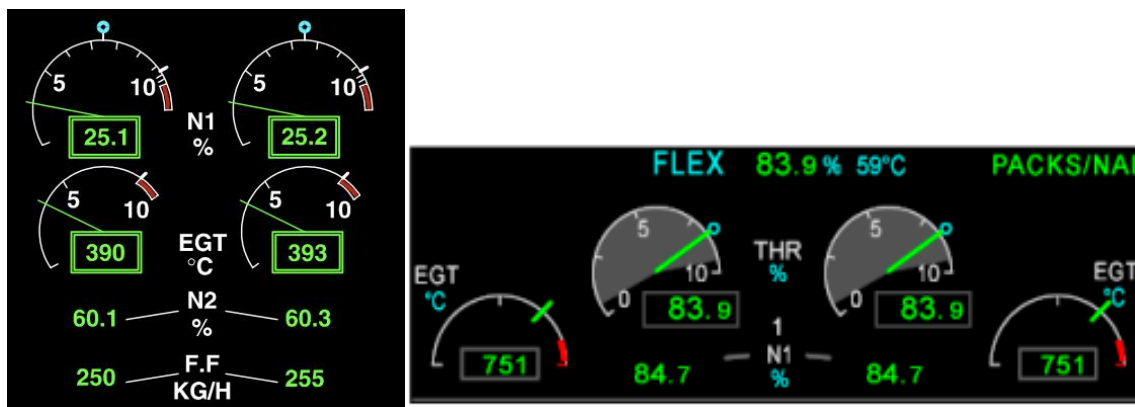 5 10 5 10
25.1 N1 25.2
%
5 10 5 10
390 EGT 393
°C
60.1 N2 60.3
%
250 F.F 255
KG/H
FLEX 83.9 % 59°C PACKS/NAI
5 5
THR
EGT 10 % 10 EGT
°C 0 0 °C
83.9 83.9
1
751 N1 751
84.7 % 84.7